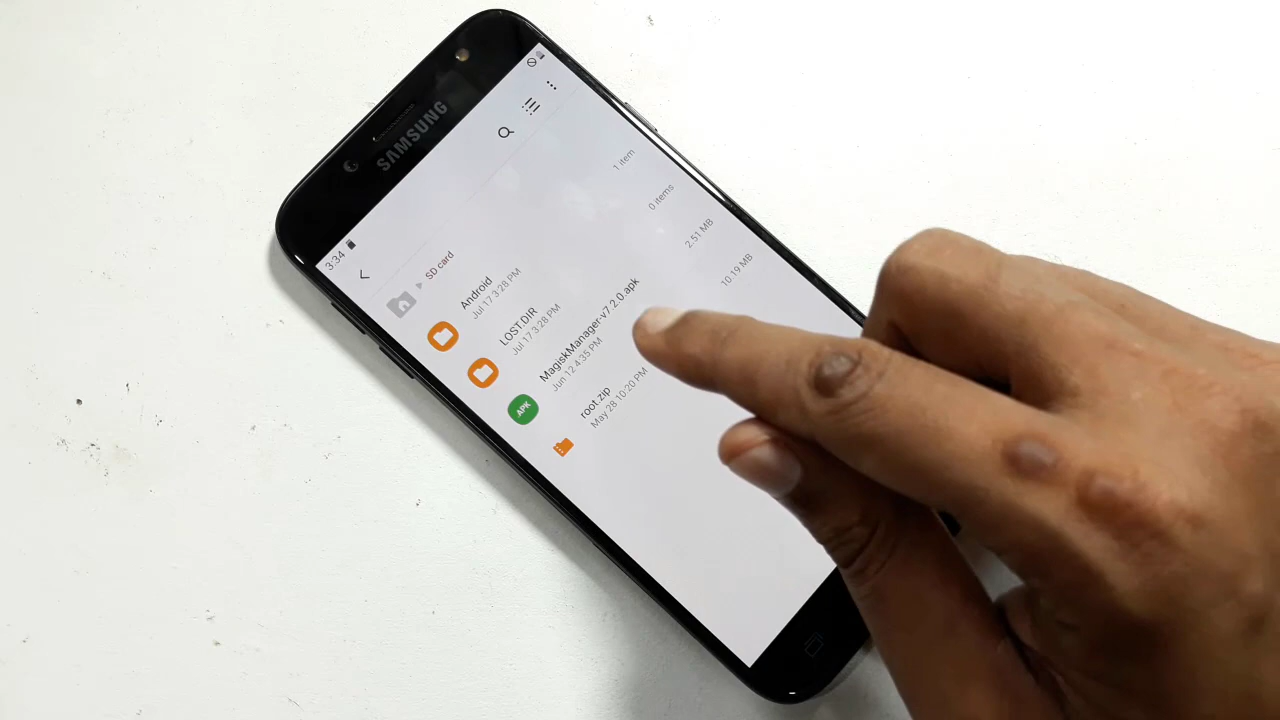 SAMSUNG
3:34
SD card
Android
Jul 17 3:28 PM
1 item
LOST.DIR
Jul 17 3:28 PM
0 items
MagiskManager-v7.2.0.apk
Jun 12 4:35 PM
2.51 MB
APK
root.zip
May 28 10:20 PM
10.19 MB